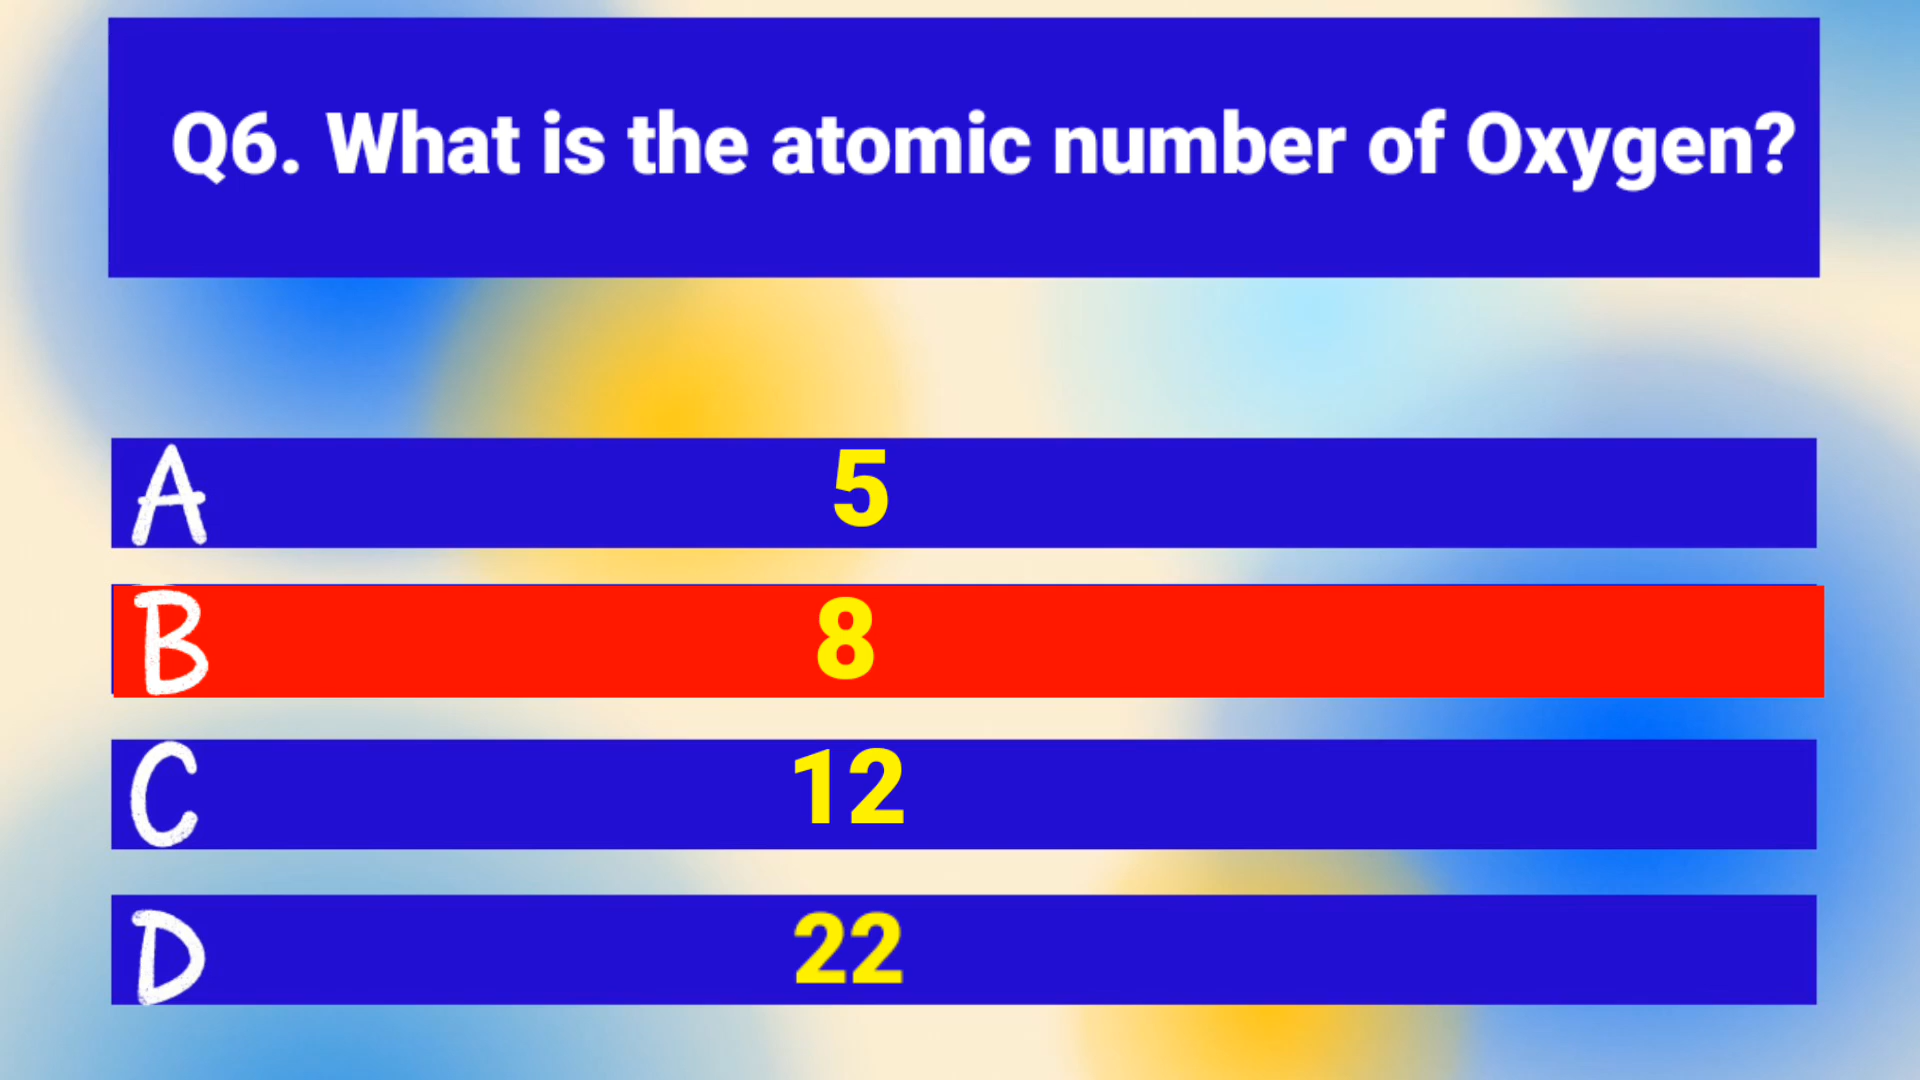 Q6. What is the atomic number of Oxygen?
A 5
B 8
C 12
D 22